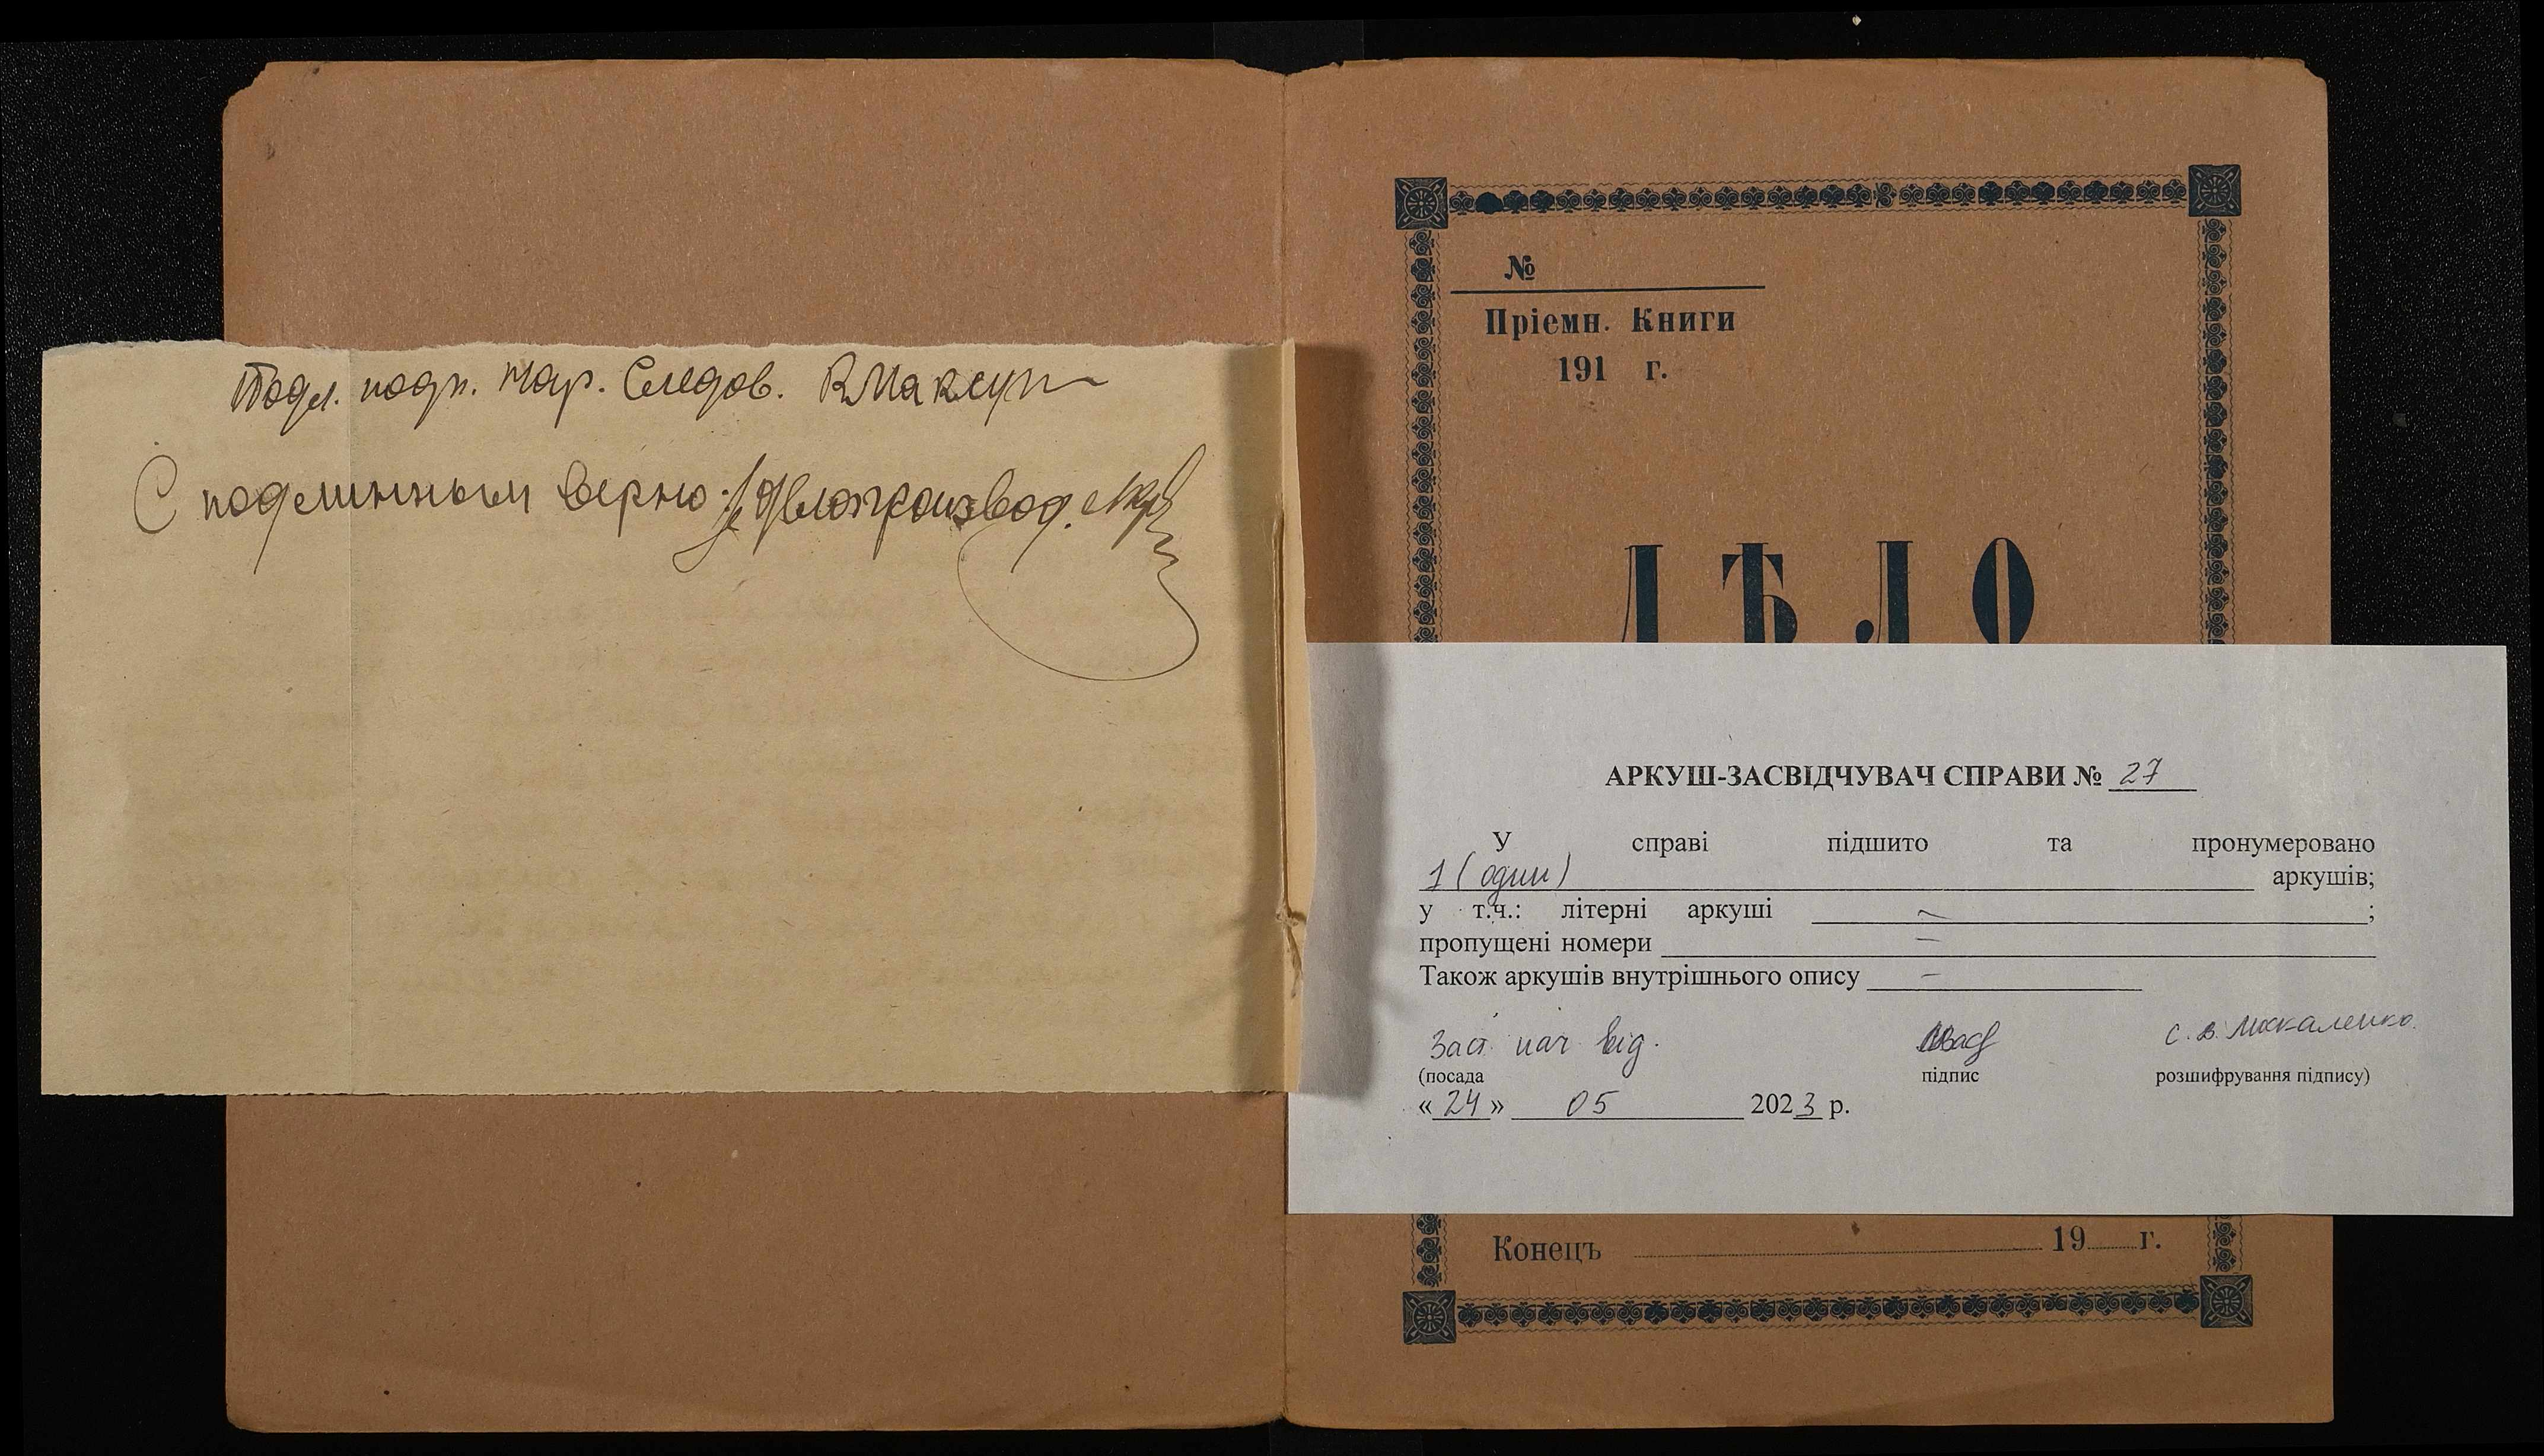 Подл. подп. Нар. Следов.
С подлинным верно: Делопроизвод.
№
Пріемн. Книги
191 г.
ДѢЛО
АРКУШ-ЗАСВІДЧУВАЧ СПРАВИ № 27
У справі підшито та пронумеровано
1 (один) аркушів;
у т.ч.: літерні аркуші – ;
пропущені номери –
Також аркушів внутрішнього опису –
Заст нач від. С. В. Москаленко
(посада підпис розшифрування підпису)
« 24 » 05 2023 р.
Конецъ 19 г.